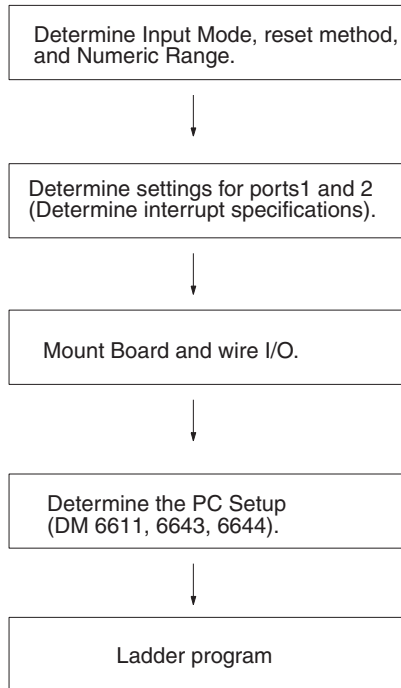 Determine Input Mode, reset method,
and Numeric Range.
Determine settings for ports1 and 2
(Determine interrupt specifications).
Mount Board and wire I/O.
Determine the PC Setup
(DM 6611, 6643, 6644).
Ladder program